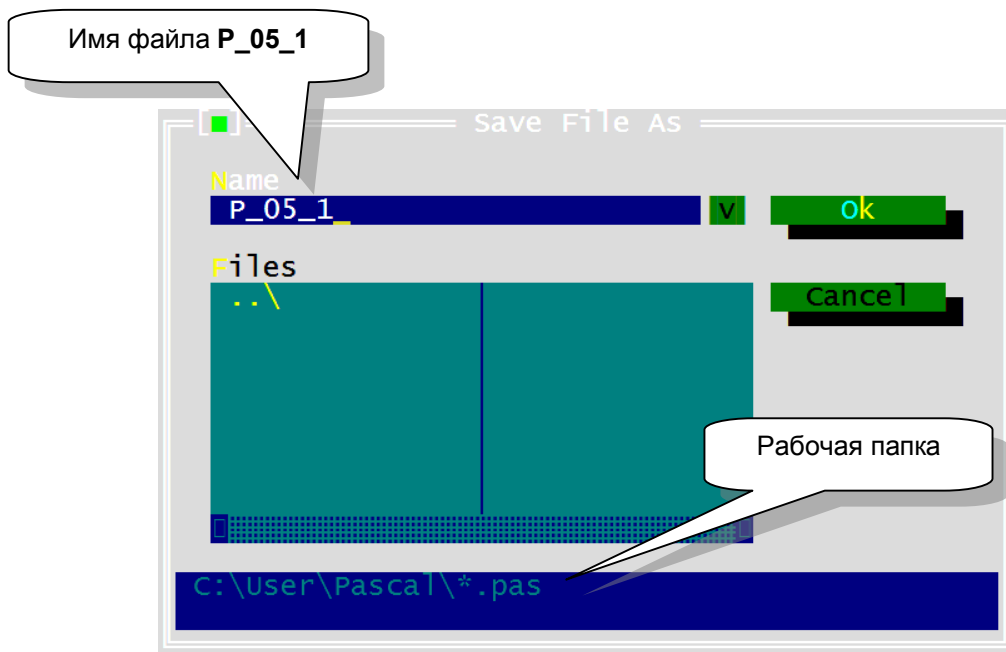 Имя файла P_05_1
[■] Save File As
Name
P_05_1_
v
Ok
Files
..\
Cancel
Рабочая папка
C:\User\Pascal\*.pas